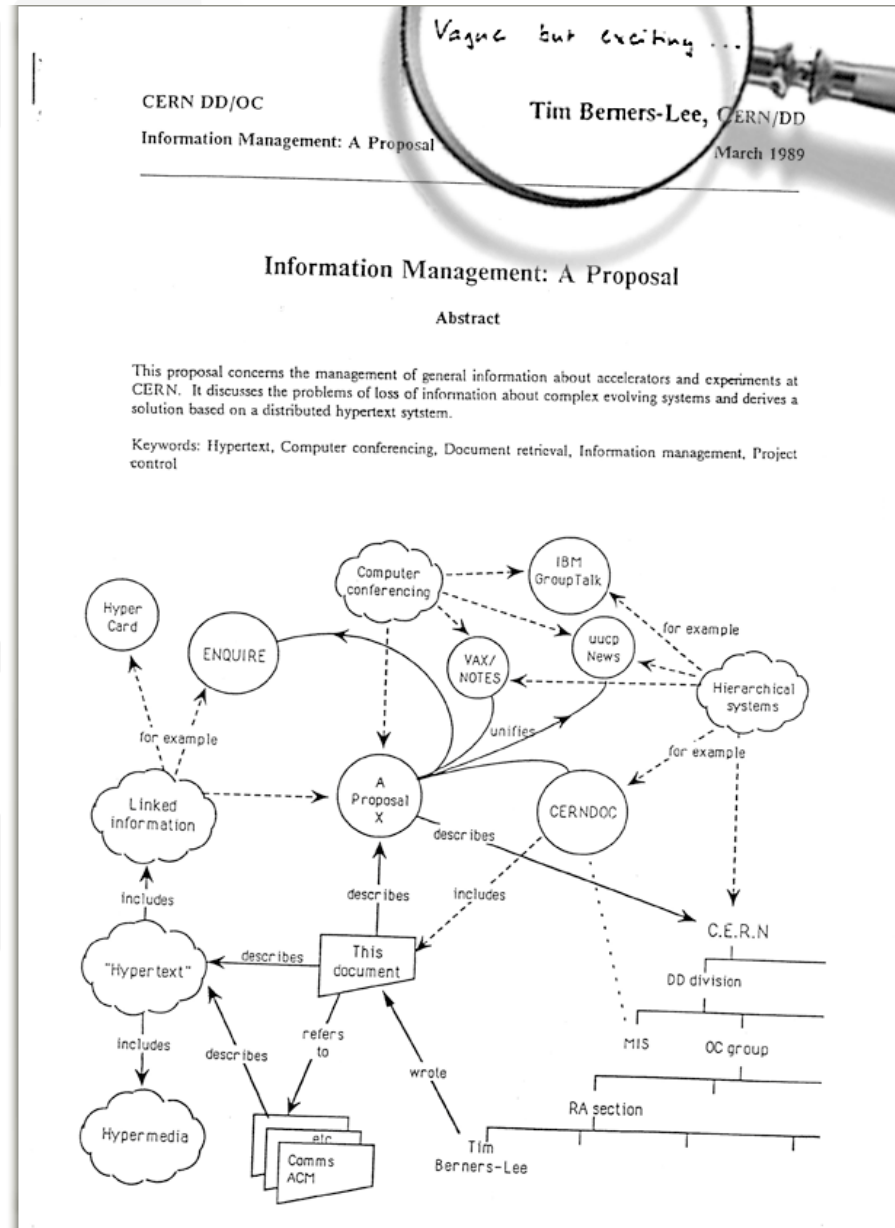 Vague but exciting ...
CERN DD/OC
Tim Berners-Lee, CERN/DD
Information Management: A Proposal
March 1989
Information Management: A Proposal
Abstract
This proposal concerns the management of general information about accelerators and experiments at
CERN. It discusses the problems of loss of information about complex evolving systems and derives a
solution based on a distributed hypertext sytstem.
Keywords: Hypertext, Computer conferencing, Document retrieval, Information management, Project
control
IBM
GroupTalk
Computer
conferencing
Hyper
Card
for example
uucp
News
ENQUIRE
VAX/
NOTES
Hierarchical
systems
unifies
for example
for example
A
Proposal
X
Linked
information
CERNDOC
describes
includes
describes
includes
C.E.R.N
"Hypertext"
describes
This
document
DD division
refers
to
MIS
OC group
includes
describes
wrote
RA section
Hypermedia
etc
Comms
ACM
Tim
Berners-Lee